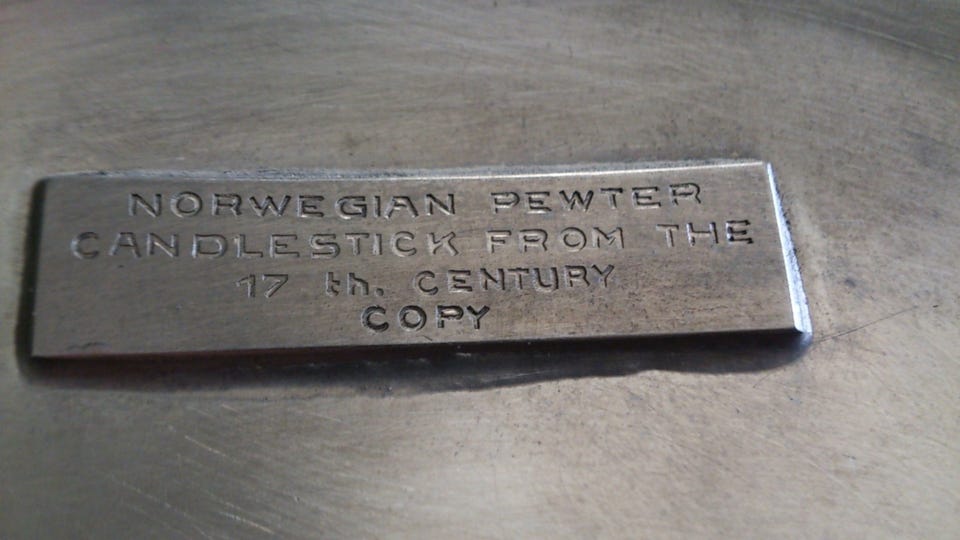 NORWEGIAN PEWTER
CANDLESTICK FROM THE
17 th. CENTURY
COPY